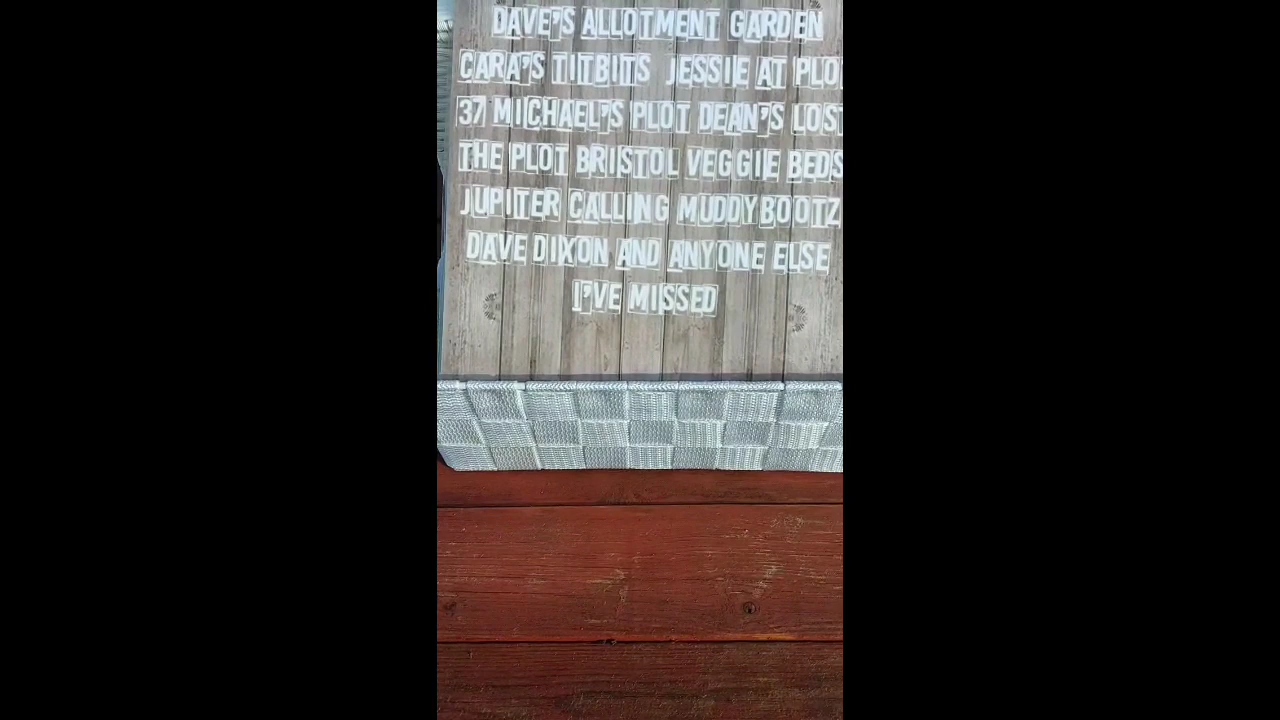 DAVE'S ALLOTMENT GARDEN
CARA'S TITBITS JESSIE AT PLO
37 MICHAEL'S PLOT DEAN'S LOST
THE PLOT BRISTOL VEGGIE BEDS
JUPITER CALLING MUDDYBOOTZ
DAVE DIXON AND ANYONE ELSE
I'VE MISSED